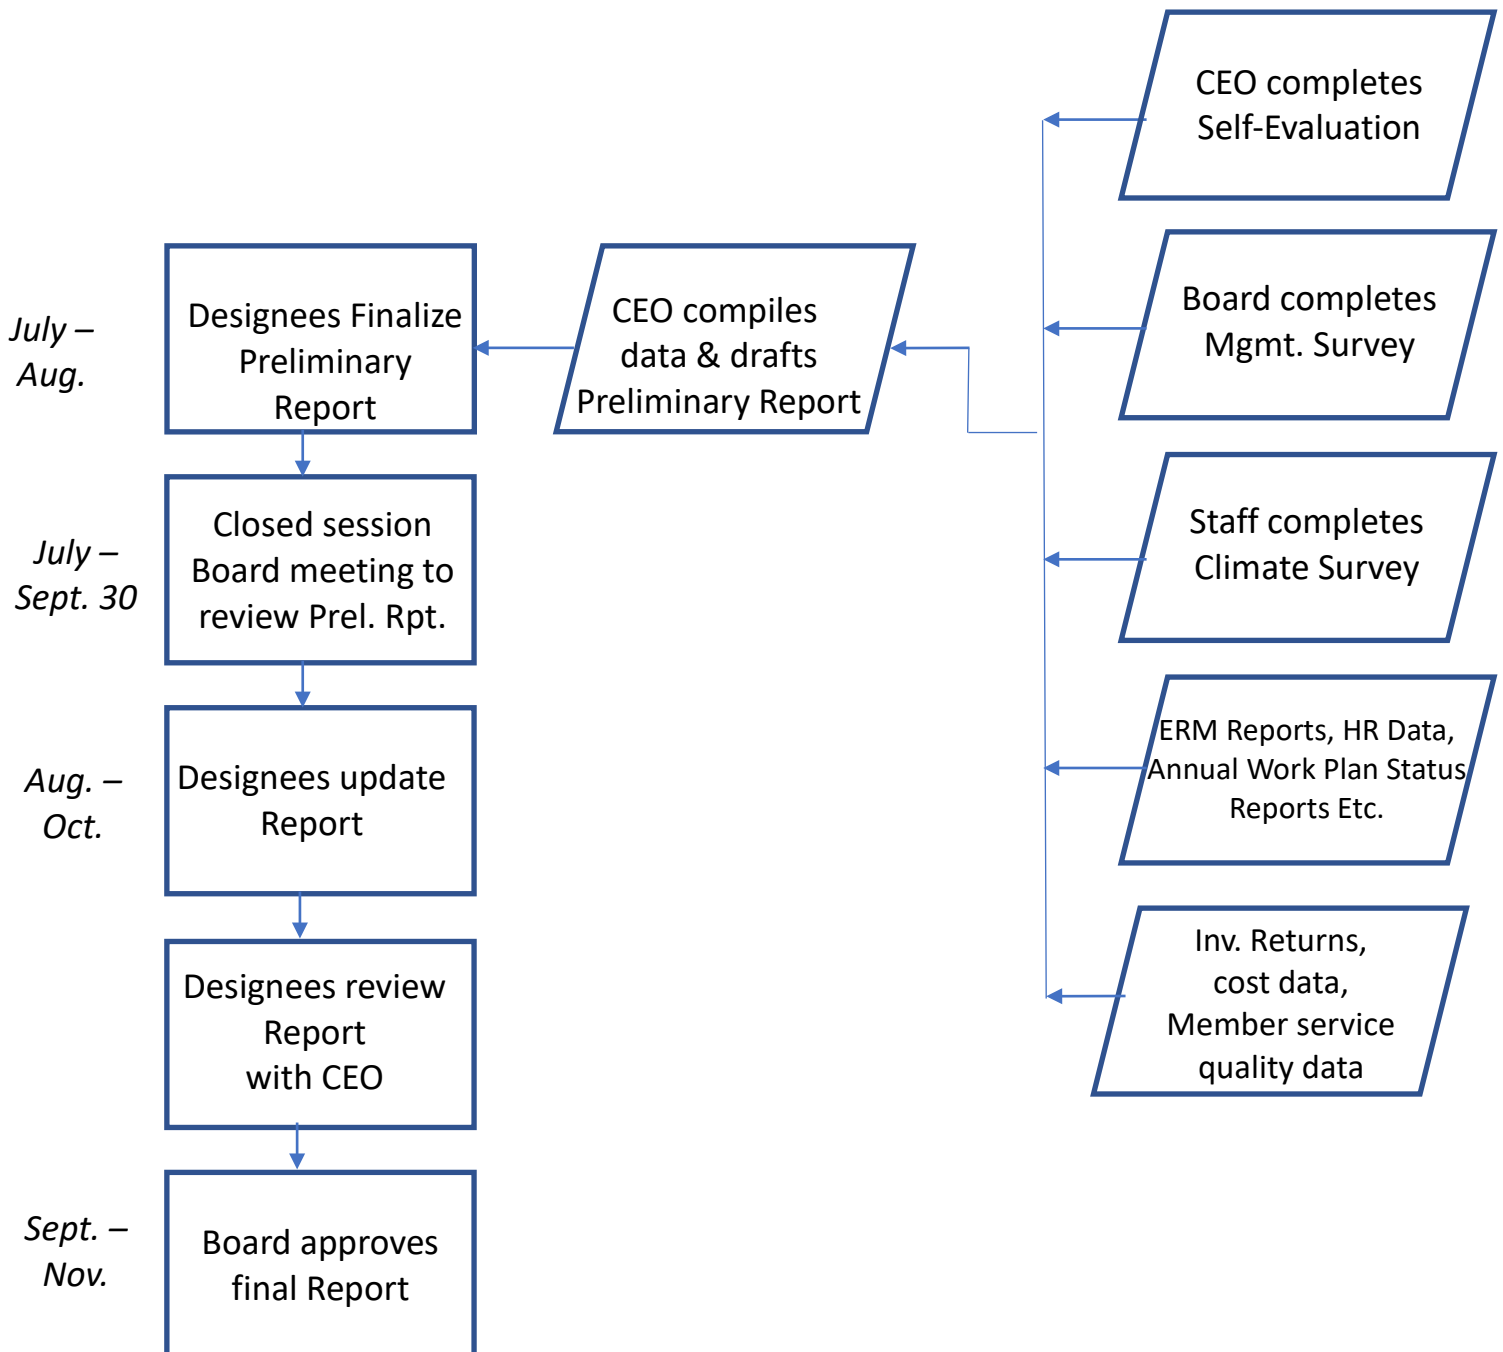 CEO completes
Self-Evaluation
July –
Aug.
Designees Finalize
Preliminary
Report
CEO compiles
data & drafts
Preliminary Report
Board completes
Mgmt. Survey
July –
Sept. 30
Closed session
Board meeting to
review Prel. Rpt.
Staff completes
Climate Survey
Aug. –
Oct.
Designees update
Report
ERM Reports, HR Data,
Annual Work Plan Status
Reports Etc.
Designees review
Report
with CEO
Inv. Returns,
cost data,
Member service
quality data
Sept. –
Nov.
Board approves
final Report